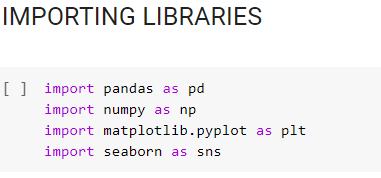 IMPORTING LIBRARIES
[ ] import pandas as pd
import numpy as np
import matplotlib.pyplot as plt
import seaborn as sns